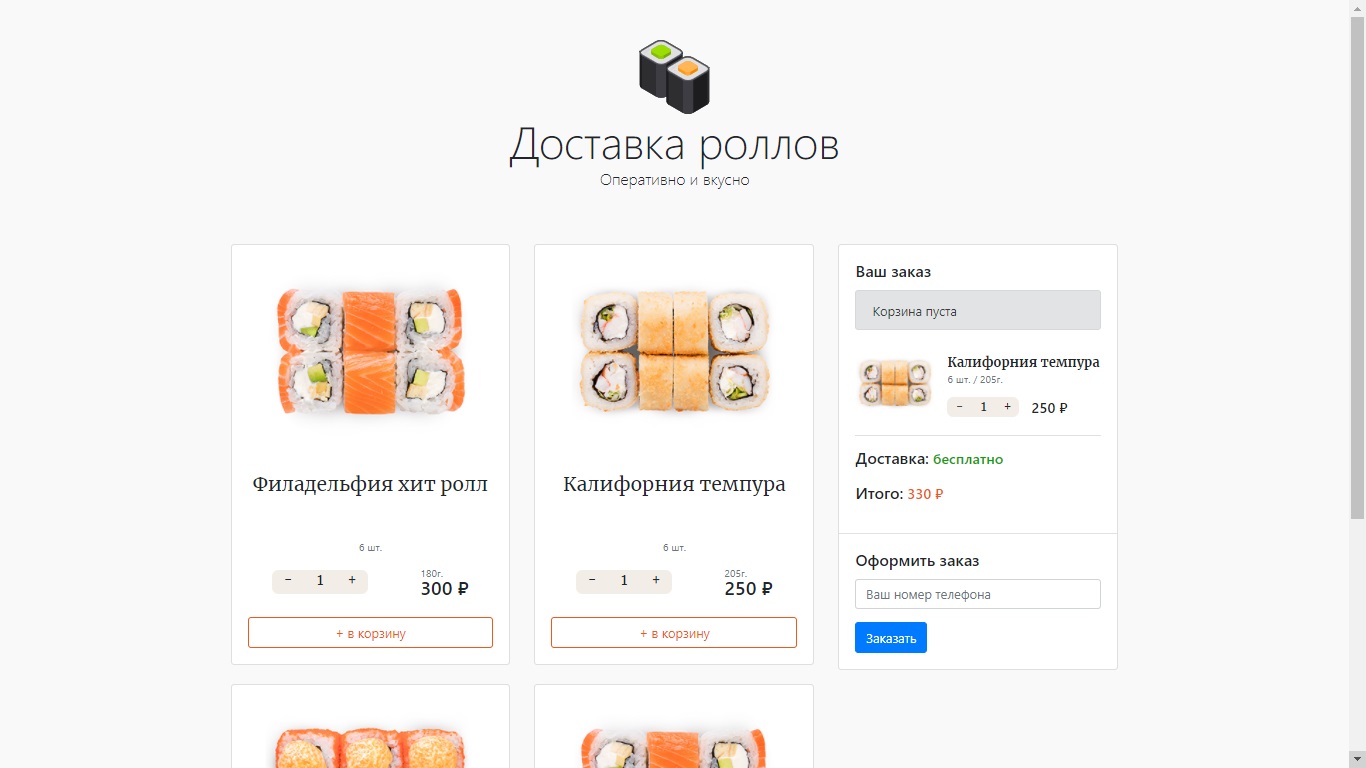 Доставка роллов
Оперативно и вкусно
Филадельфия хит ролл
6 шт.
- 1 +
180г.
300 ₽
+ в корзину
Калифорния темпура
6 шт.
- 1 +
205г.
250 ₽
+ в корзину
Ваш заказ
Корзина пуста
Калифорния темпура
6 шт. / 205г.
- 1 + 250 ₽
Доставка: бесплатно
Итого: 330 ₽
Оформить заказ
Ваш номер телефона
Заказать